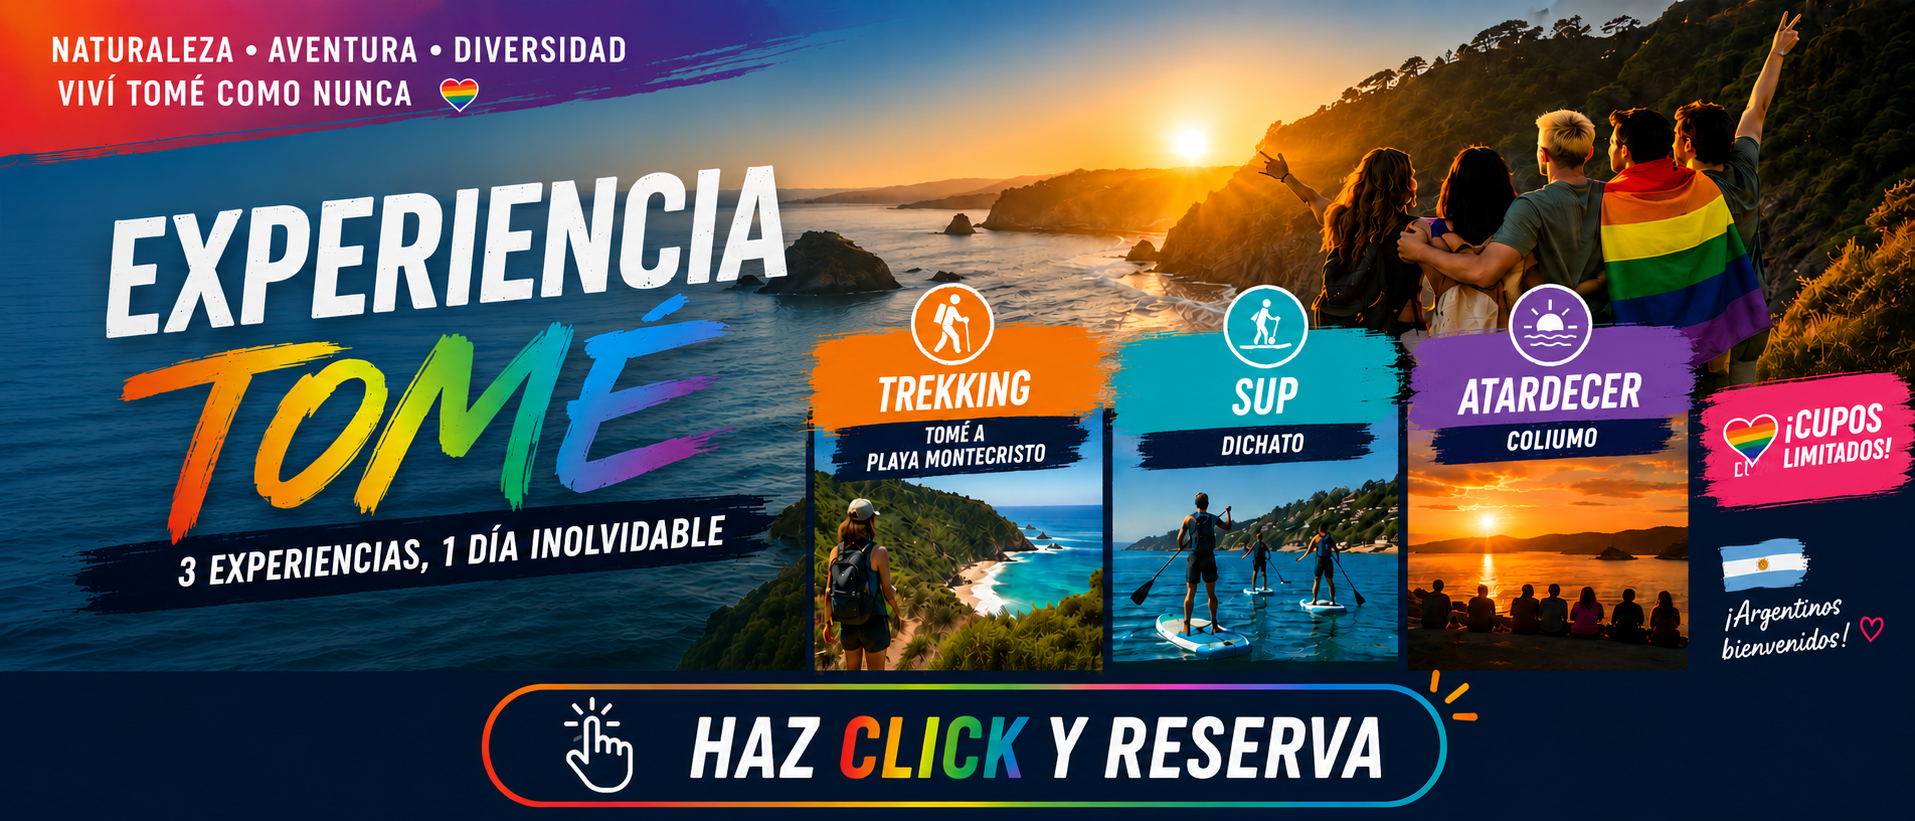 NATURALEZA • AVENTURA • DIVERSIDAD
VIVÍ TOMÉ COMO NUNCA
EXPERIENCIA
TOMÉ
3 EXPERIENCIAS, 1 DÍA INOLVIDABLE
TREKKING
TOMÉ A
PLAYA MONTECRISTO
SUP
DICHATO
ATARDECER
COLIUMO
¡CUPOS
LIMITADOS!
¡Argentinos
bienvenidos!
HAZ CLICK Y RESERVA